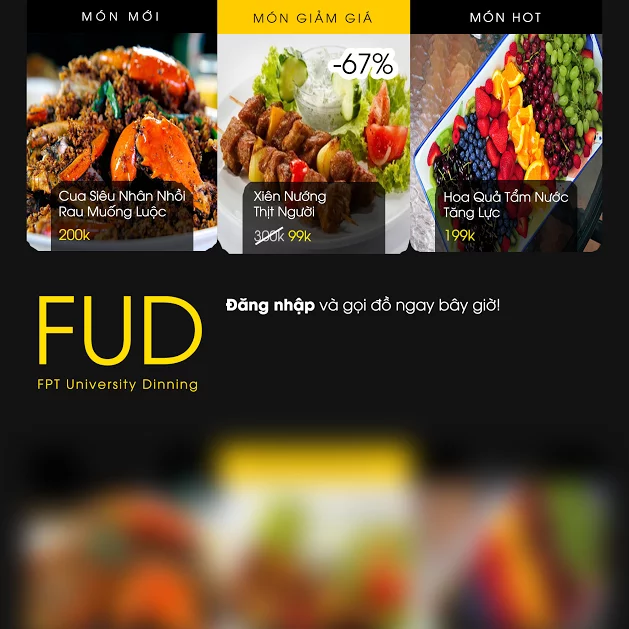 MÓN MỚI
MÓN GIẢM GIÁ
MÓN HOT
-67%
Cua Siêu Nhân Nhồi
Rau Muống Luộc
200k
Xiên Nướng
Thịt Người
300k 99k
Hoa Quả Tẩm Nước
Tăng Lực
199k
FUD
FPT University Dinning
Đăng nhập và gọi đồ ngay bây giờ!